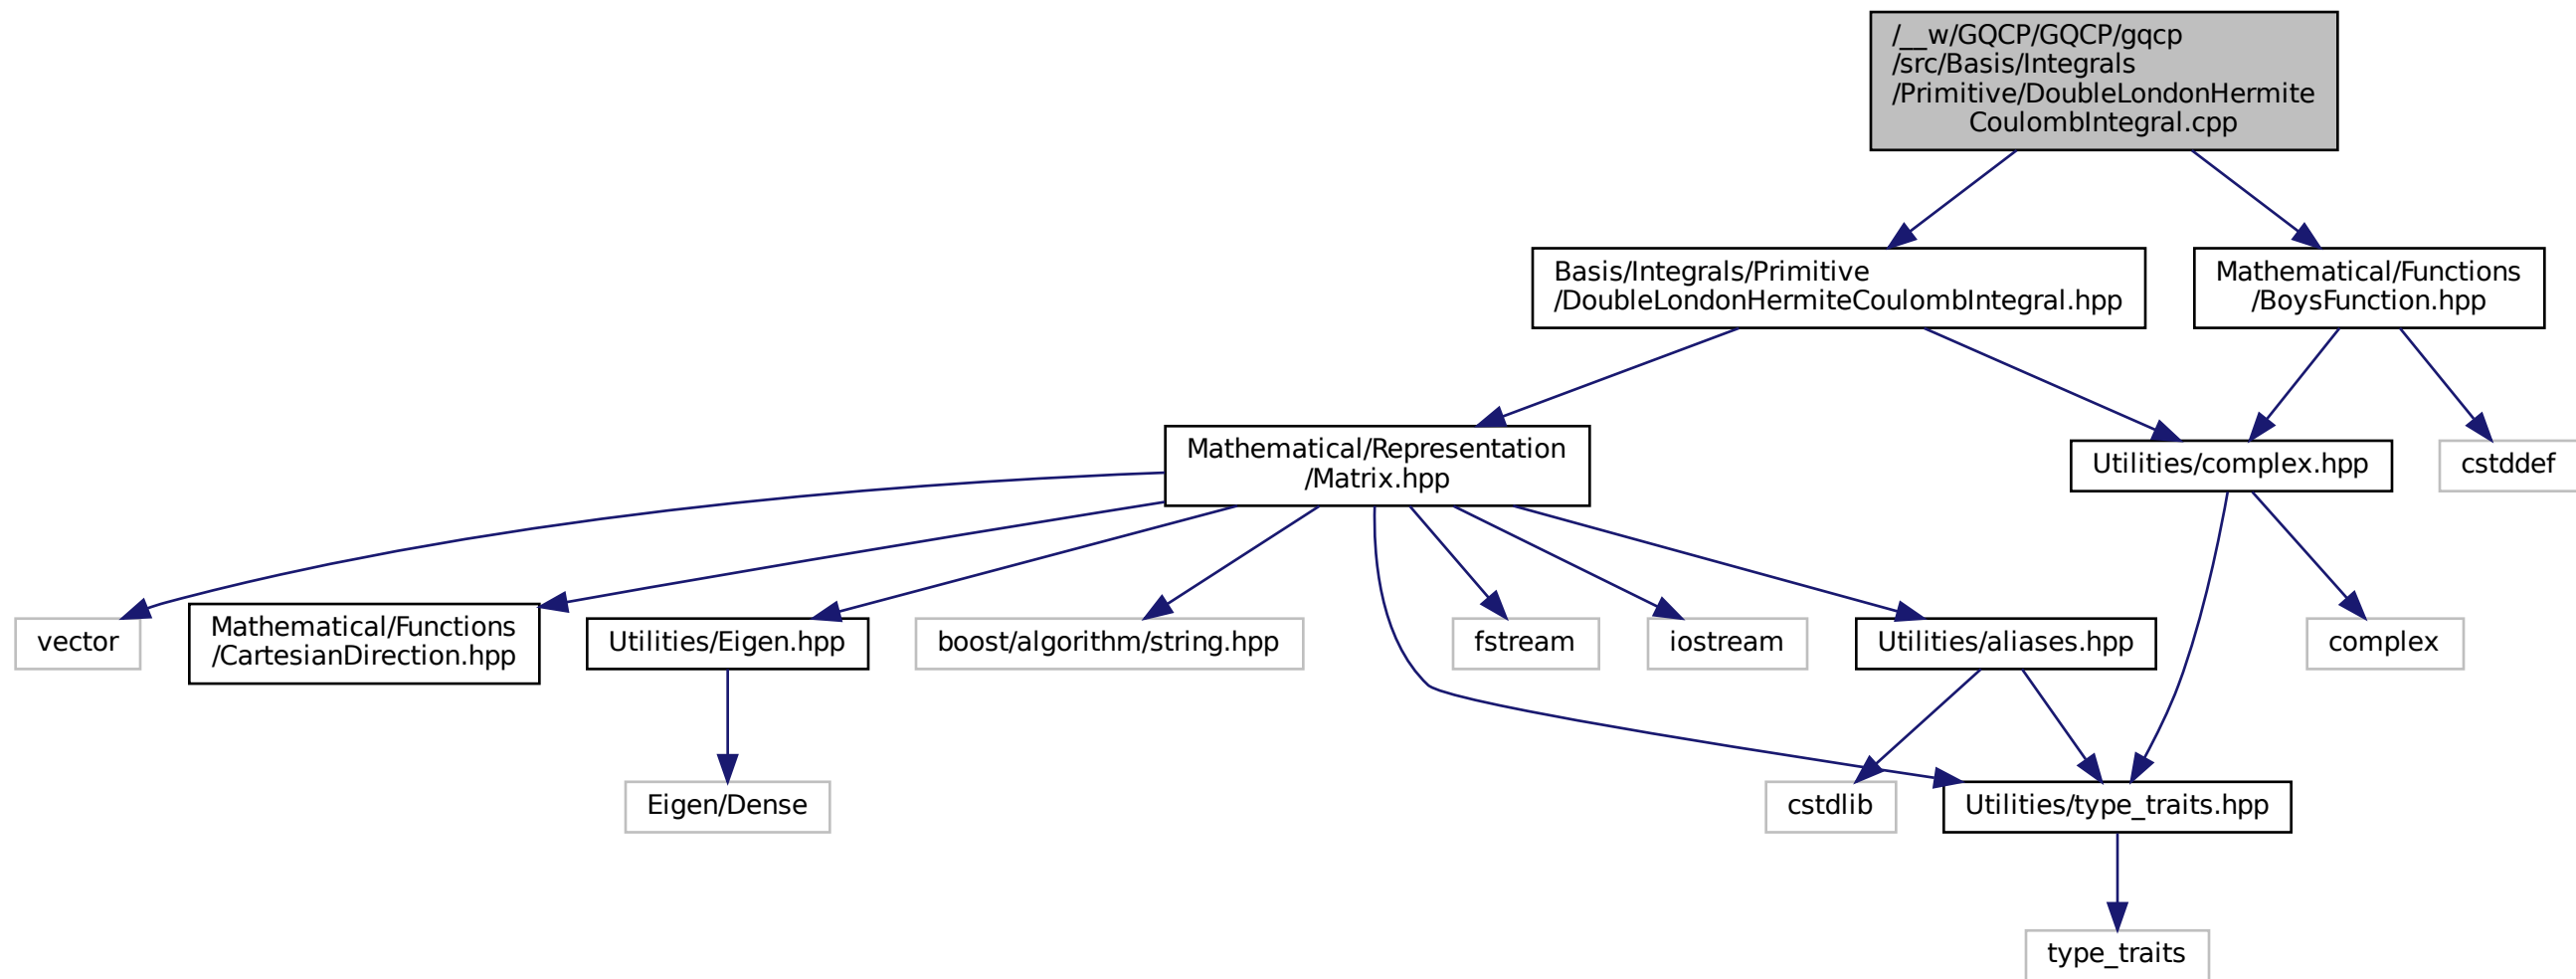 /__w/GQCP/GQCP/gqcp
/src/Basis/Integrals
/Primitive/DoubleLondonHermite
CoulombIntegral.cpp
Basis/Integrals/Primitive
/DoubleLondonHermiteCoulombIntegral.hpp
Mathematical/Functions
/BoysFunction.hpp
Mathematical/Representation
/Matrix.hpp
Utilities/complex.hpp
cstddef
vector
Mathematical/Functions
/CartesianDirection.hpp
Utilities/Eigen.hpp
boost/algorithm/string.hpp
fstream
iostream
Utilities/aliases.hpp
complex
Eigen/Dense
cstdlib
Utilities/type_traits.hpp
type_traits